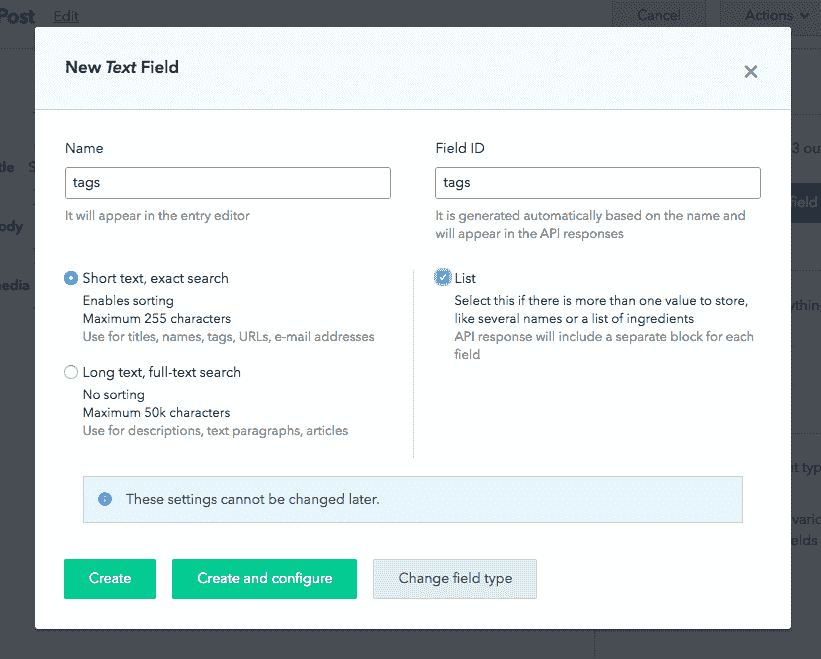 Post Edit Cancel Actions
New Text Field
Name
tags
It will appear in the entry editor
Field ID
tags
It is generated automatically based on the name and
will appear in the API responses
Short text, exact search
Enables sorting
Maximum 255 characters
Use for titles, names, tags, URLs, e-mail addresses
Long text, full-text search
No sorting
Maximum 50k characters
Use for descriptions, text paragraphs, articles
List
Select this if there is more than one value to store,
like several names or a list of ingredients
API response will include a separate block for each
field
These settings cannot be changed later.
Create
Create and configure
Change field type